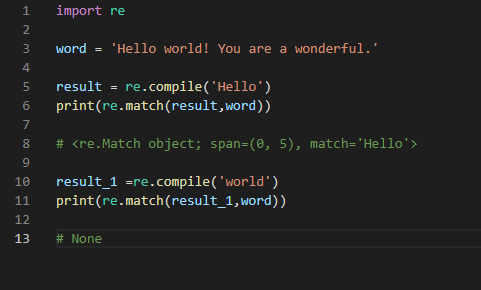 1 import re
2
3 word = 'Hello world! You are a wonderful.'
4
5 result = re.compile('Hello')
6 print(re.match(result,word))
7
8 # <re.Match object; span=(0, 5), match='Hello'>
9
10 result_1 =re.compile('world')
11 print(re.match(result_1,word))
12
13 # None